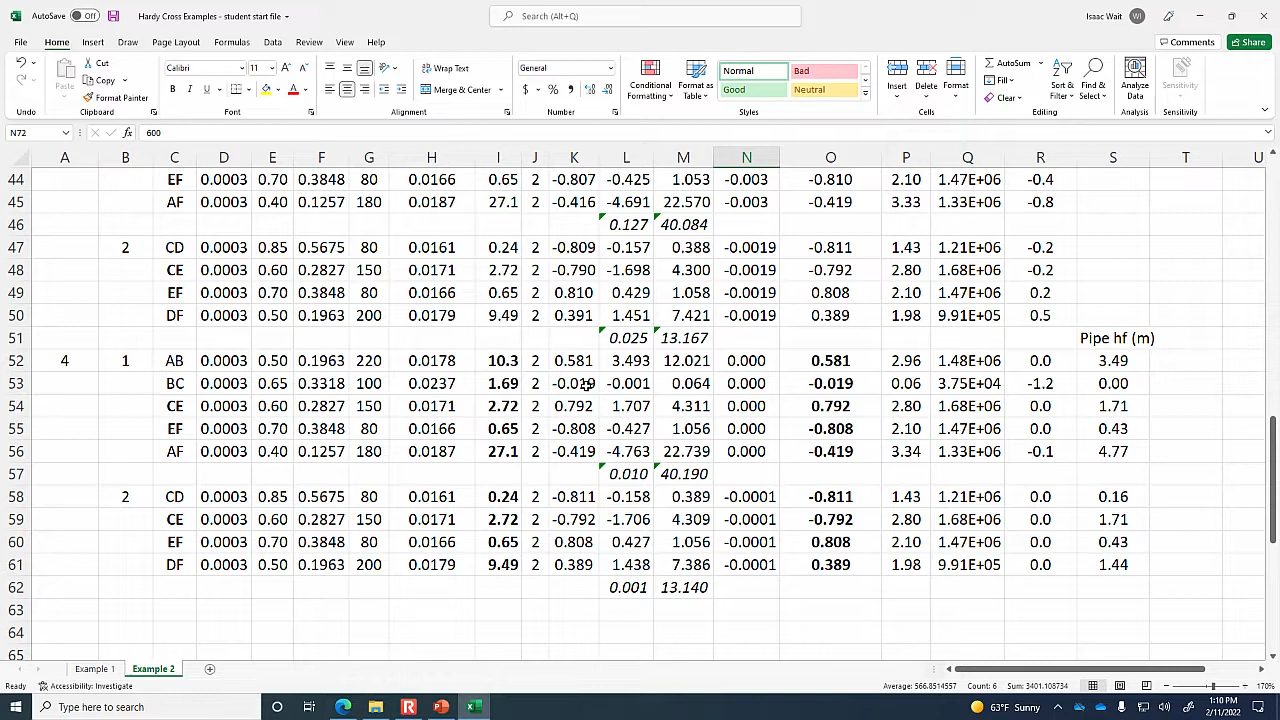 AutoSave Off Hardy Cross Examples - student start file Search (Alt+Q) Isaac Wait IW
File Home Insert Draw Page Layout Formulas Data Review View Help Comments Share
Cut Calibri 11 Wrap Text General Normal Bad AutoSum
Paste Copy Conditional Formatting Format as Table Insert Delete Format Fill Sort & Filter Find & Select Analyze Data Sensitivity
Format Painter B I U Merge & Center $ % Good Neutral Clear
Undo Clipboard Font Alignment Number Styles Cells Editing Analysis Sensitivity
N72 fx 600
A B C D E F G H I J K L M N O P Q R S T U
44 EF 0.0003 0.70 0.3848 80 0.0166 0.65 2 -0.807 -0.425 1.053 -0.003 -0.810 2.10 1.47E+06 -0.4
45 AF 0.0003 0.40 0.1257 180 0.0187 27.1 2 -0.416 -4.691 22.570 -0.003 -0.419 3.33 1.33E+06 -0.8
46 0.127 40.084
47 2 CD 0.0003 0.85 0.5675 80 0.0161 0.24 2 -0.809 -0.157 0.388 -0.0019 -0.811 1.43 1.21E+06 -0.2
48 CE 0.0003 0.60 0.2827 150 0.0171 2.72 2 -0.790 -1.698 4.300 -0.0019 -0.792 2.80 1.68E+06 -0.2
49 EF 0.0003 0.70 0.3848 80 0.0166 0.65 2 0.810 0.429 1.058 -0.0019 0.808 2.10 1.47E+06 0.2
50 DF 0.0003 0.50 0.1963 200 0.0179 9.49 2 0.391 1.451 7.421 -0.0019 0.389 1.98 9.91E+05 0.5
51 0.025 13.167 Pipe hf (m)
52 4 1 AB 0.0003 0.50 0.1963 220 0.0178 10.3 2 0.581 3.493 12.021 0.000 0.581 2.96 1.48E+06 0.0 3.49
53 BC 0.0003 0.65 0.3318 100 0.0237 1.69 2 -0.019 -0.001 0.064 0.000 -0.019 0.06 3.75E+04 -1.2 0.00
54 CE 0.0003 0.60 0.2827 150 0.0171 2.72 2 0.792 1.707 4.311 0.000 0.792 2.80 1.68E+06 0.0 1.71
55 EF 0.0003 0.70 0.3848 80 0.0166 0.65 2 -0.808 -0.427 1.056 0.000 -0.808 2.10 1.47E+06 0.0 0.43
56 AF 0.0003 0.40 0.1257 180 0.0187 27.1 2 -0.419 -4.763 22.739 0.000 -0.419 3.34 1.33E+06 -0.1 4.77
57 0.010 40.190
58 2 CD 0.0003 0.85 0.5675 80 0.0161 0.24 2 -0.811 -0.158 0.389 -0.0001 -0.811 1.43 1.21E+06 0.0 0.16
59 CE 0.0003 0.60 0.2827 150 0.0171 2.72 2 -0.792 -1.706 4.309 -0.0001 -0.792 2.80 1.68E+06 0.0 1.71
60 EF 0.0003 0.70 0.3848 80 0.0166 0.65 2 0.808 0.427 1.056 -0.0001 0.808 2.10 1.47E+06 0.0 0.43
61 DF 0.0003 0.50 0.1963 200 0.0179 9.49 2 0.389 1.438 7.386 -0.0001 0.389 1.98 9.91E+05 0.0 1.44
62 0.001 13.140
63
64
65
Example 1 Example 2
Ready Accessibility: Investigate Average: 566.8514557 Count: 6 Sum: 3401.108734 170%
Type here to search 63°F Sunny 1:10 PM
2/11/2022